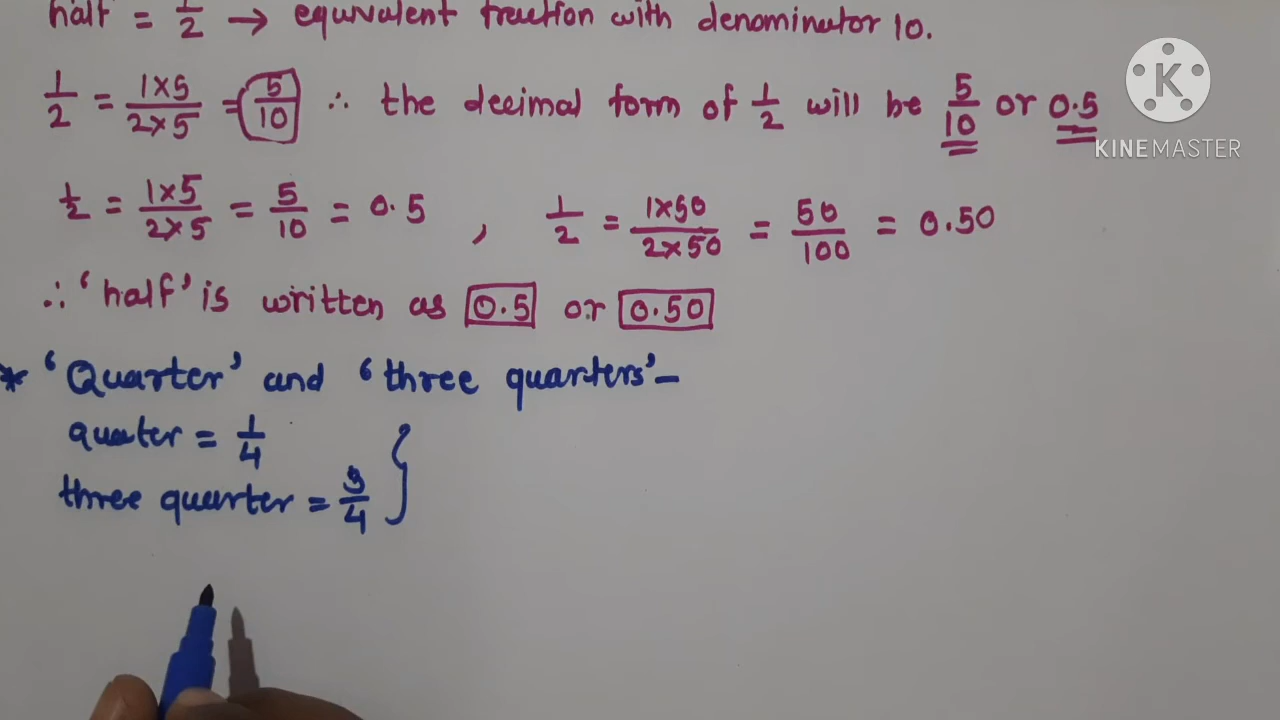 half = 1/2 → equivalent fraction with denominator 10.
1/2 = 1×5/2×5 = 5/10 ∴ the decimal form of 1/2 will be 5/10 or 0.5
K
KINEMASTER
1/2 = 1×5/2×5 = 5/10 = 0.5 , 1/2 = 1×50/2×50 = 50/100 = 0.50
∴ 'half' is written as 0.5 or 0.50
* 'Quarter' and 'three quarters' –
quater = 1/4
three quarter = 3/4 }